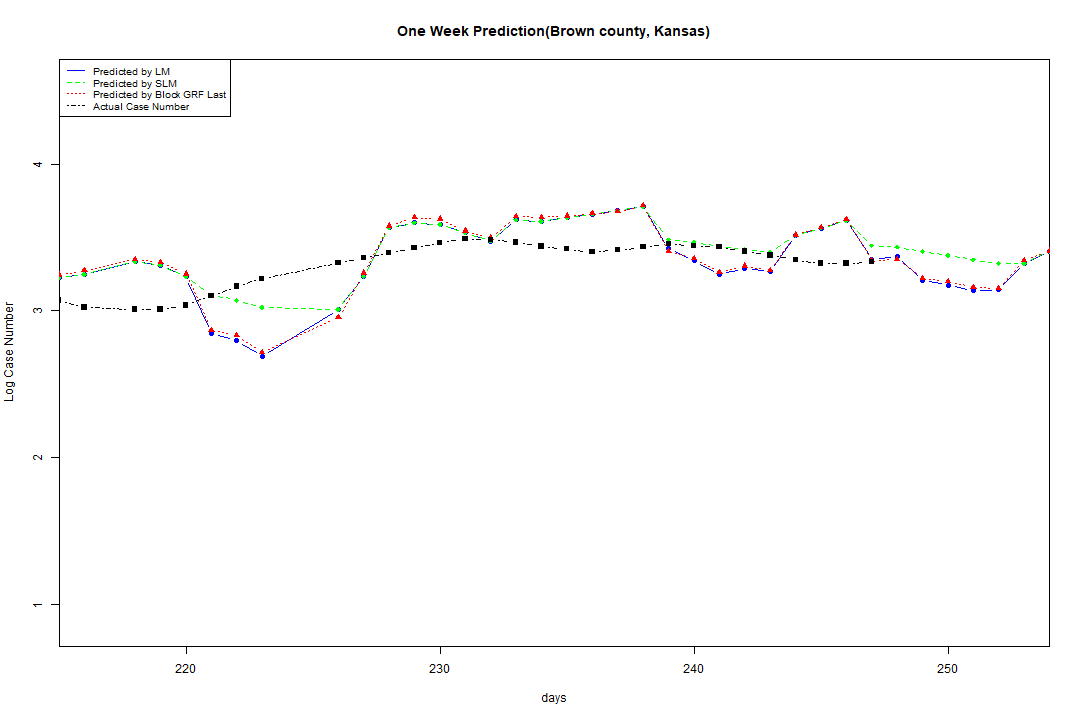 One Week Prediction(Brown county, Kansas)
Predicted by LM
Predicted by SLM
Predicted by Block GRF Last
Actual Case Number
4
3
2
1
Log Case Number
220 230 240 250
days